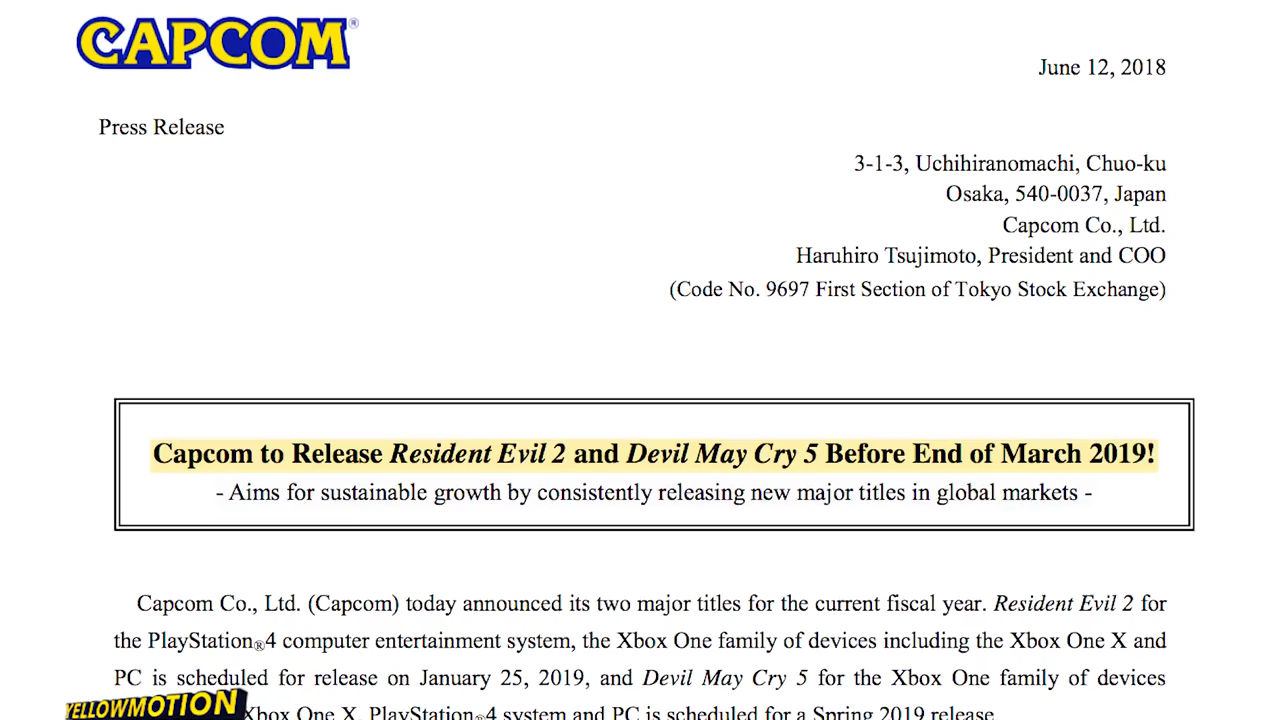 CAPCOM®
June 12, 2018
Press Release
3-1-3, Uchihiranomachi, Chuo-ku
Osaka, 540-0037, Japan
Capcom Co., Ltd.
Haruhiro Tsujimoto, President and COO
(Code No. 9697 First Section of Tokyo Stock Exchange)
Capcom to Release Resident Evil 2 and Devil May Cry 5 Before End of March 2019!
- Aims for sustainable growth by consistently releasing new major titles in global markets -
Capcom Co., Ltd. (Capcom) today announced its two major titles for the current fiscal year. Resident Evil 2 for
the PlayStation®4 computer entertainment system, the Xbox One family of devices including the Xbox One X and
PC is scheduled for release on January 25, 2019, and Devil May Cry 5 for the Xbox One family of devices
Xbox One X, PlayStation®4 system and PC is scheduled for a Spring 2019 release.
YELLOWMOTION